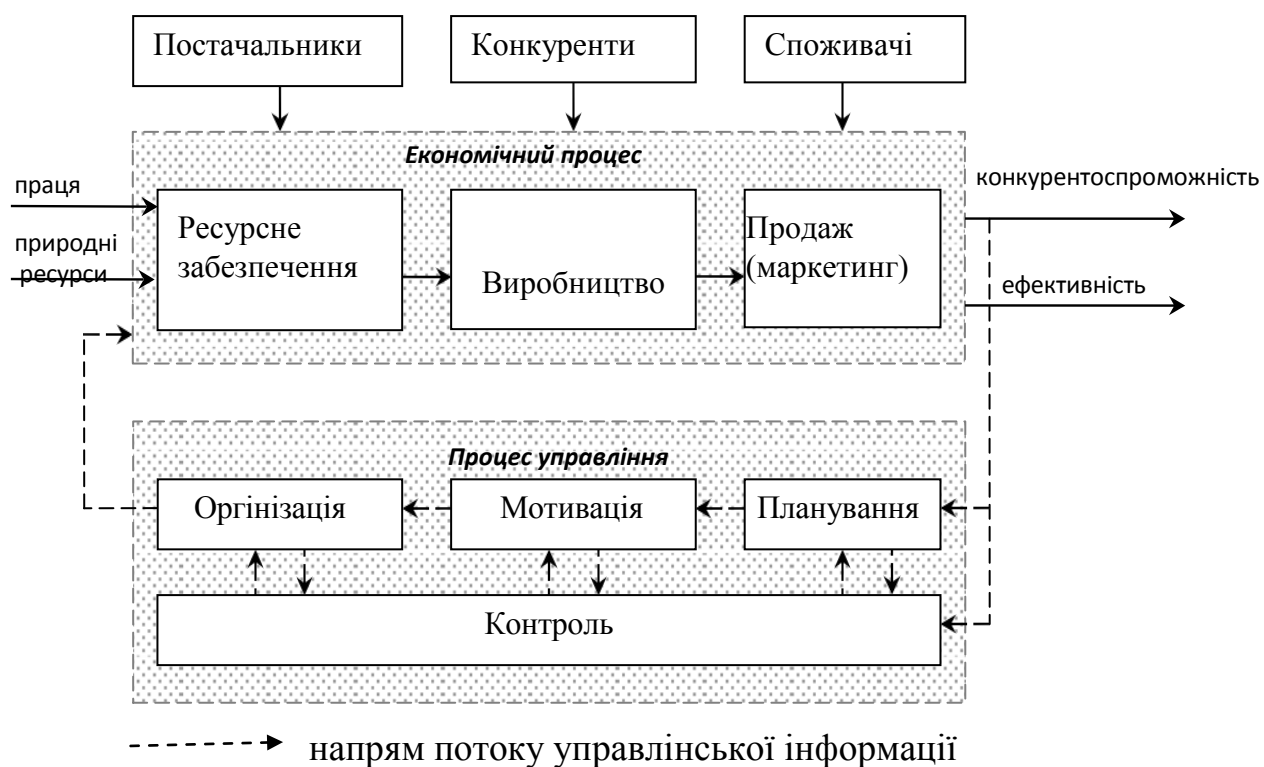 Постачальники
Конкуренти
Споживачі
Економічний процес
праця
природні
ресурси
Ресурсне
забезпечення
Виробництво
Продаж
(маркетинг)
конкурентоспроможність
ефективність
Процес управління
Оргінізація
Мотивація
Планування
Контроль
напрям потоку управлінської інформації